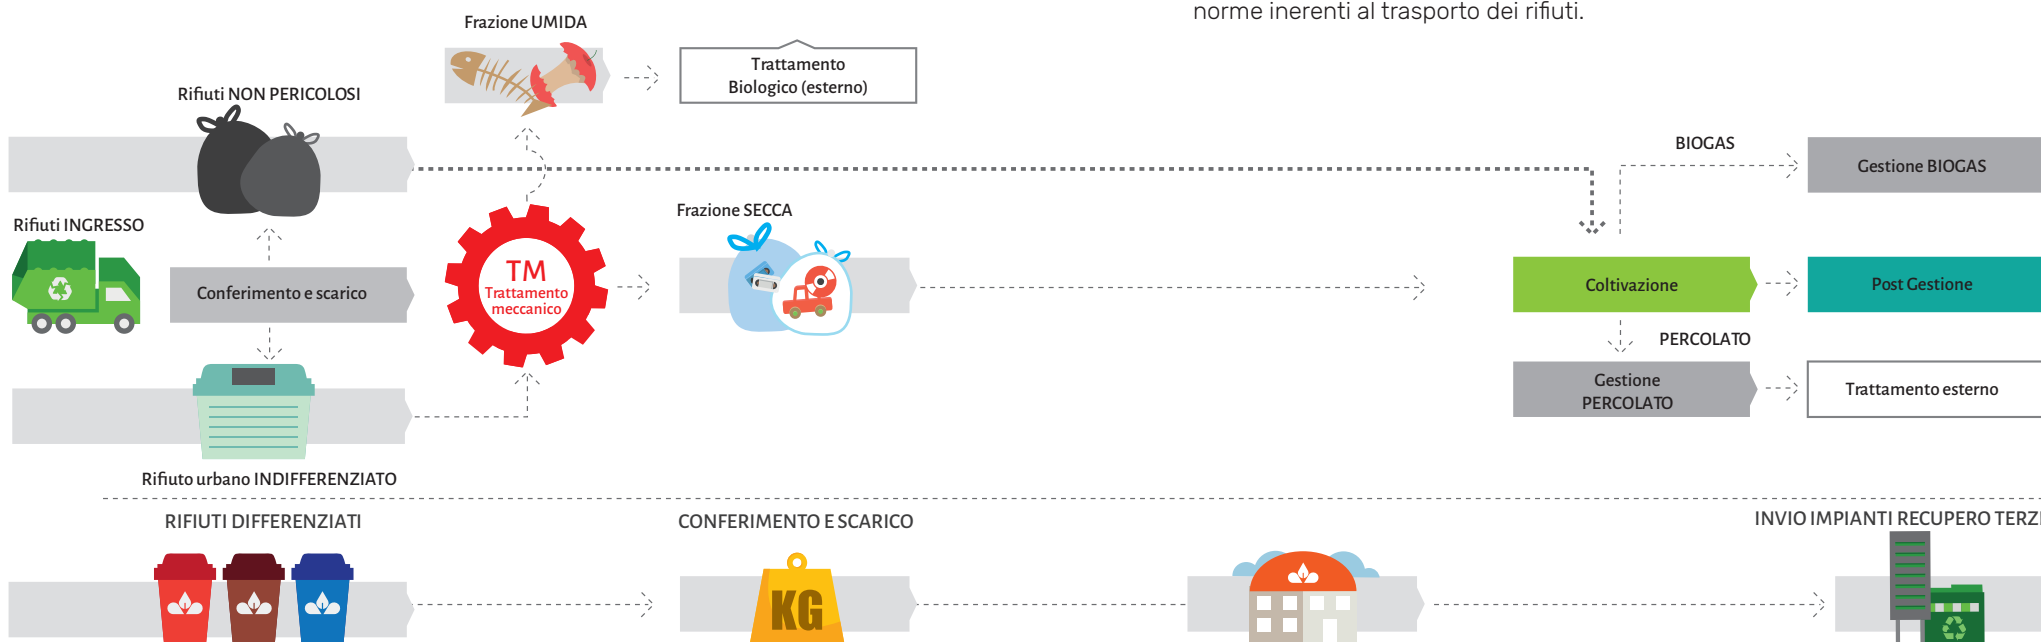 norme inerenti al trasporto dei rifiuti.
Frazione UMIDA
Trattamento
Biologico (esterno)
Rifiuti NON PERICOLOSI
BIOGAS
Gestione BIOGAS
Rifiuti INGRESSO
Frazione SECCA
Conferimento e scarico
TM
Trattamento
meccanico
Coltivazione
Post Gestione
PERCOLATO
Gestione
PERCOLATO
Trattamento esterno
Rifiuto urbano INDIFFERENZIATO
RIFIUTI DIFFERENZIATI
CONFERIMENTO E SCARICO
INVIO IMPIANTI RECUPERO TERZI
KG